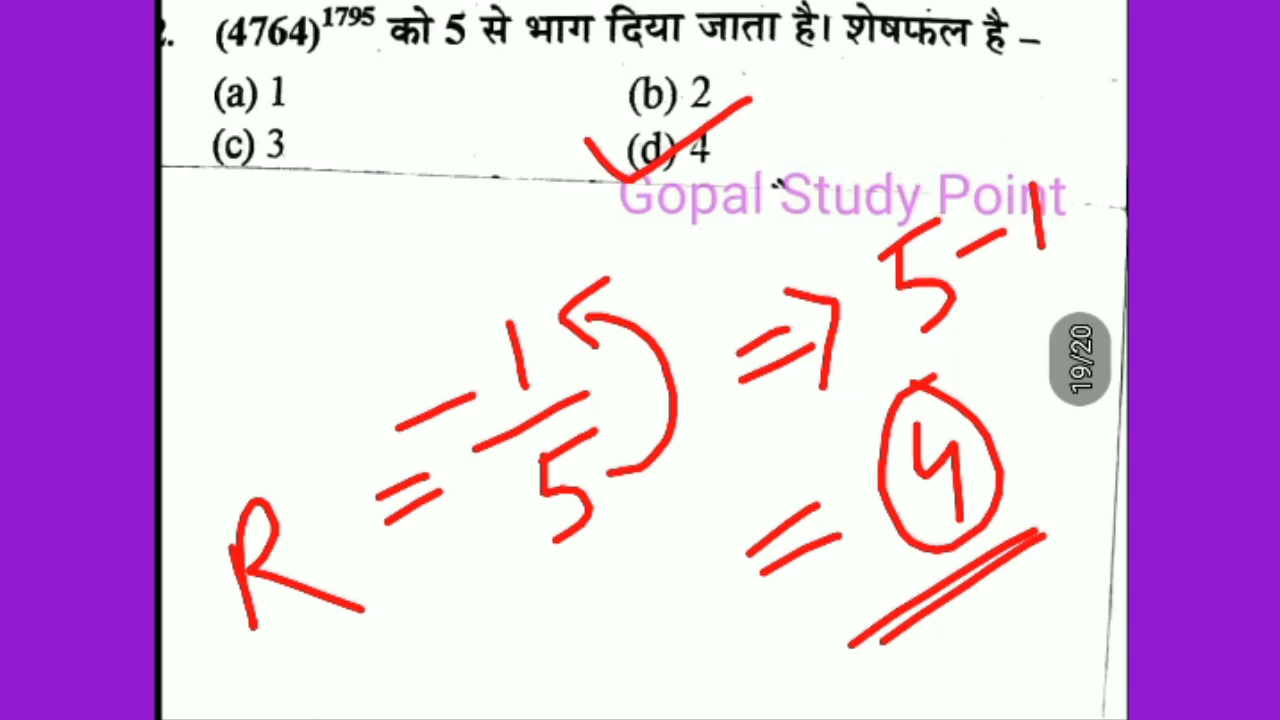 2. (4764)¹⁷⁹⁵ को 5 से भाग दिया जाता है। शेषफल है –
(a) 1 (b) 2
(c) 3 (d) 4
Gopal Study Point
R = -1/5 => 5-1
= 4
19/20